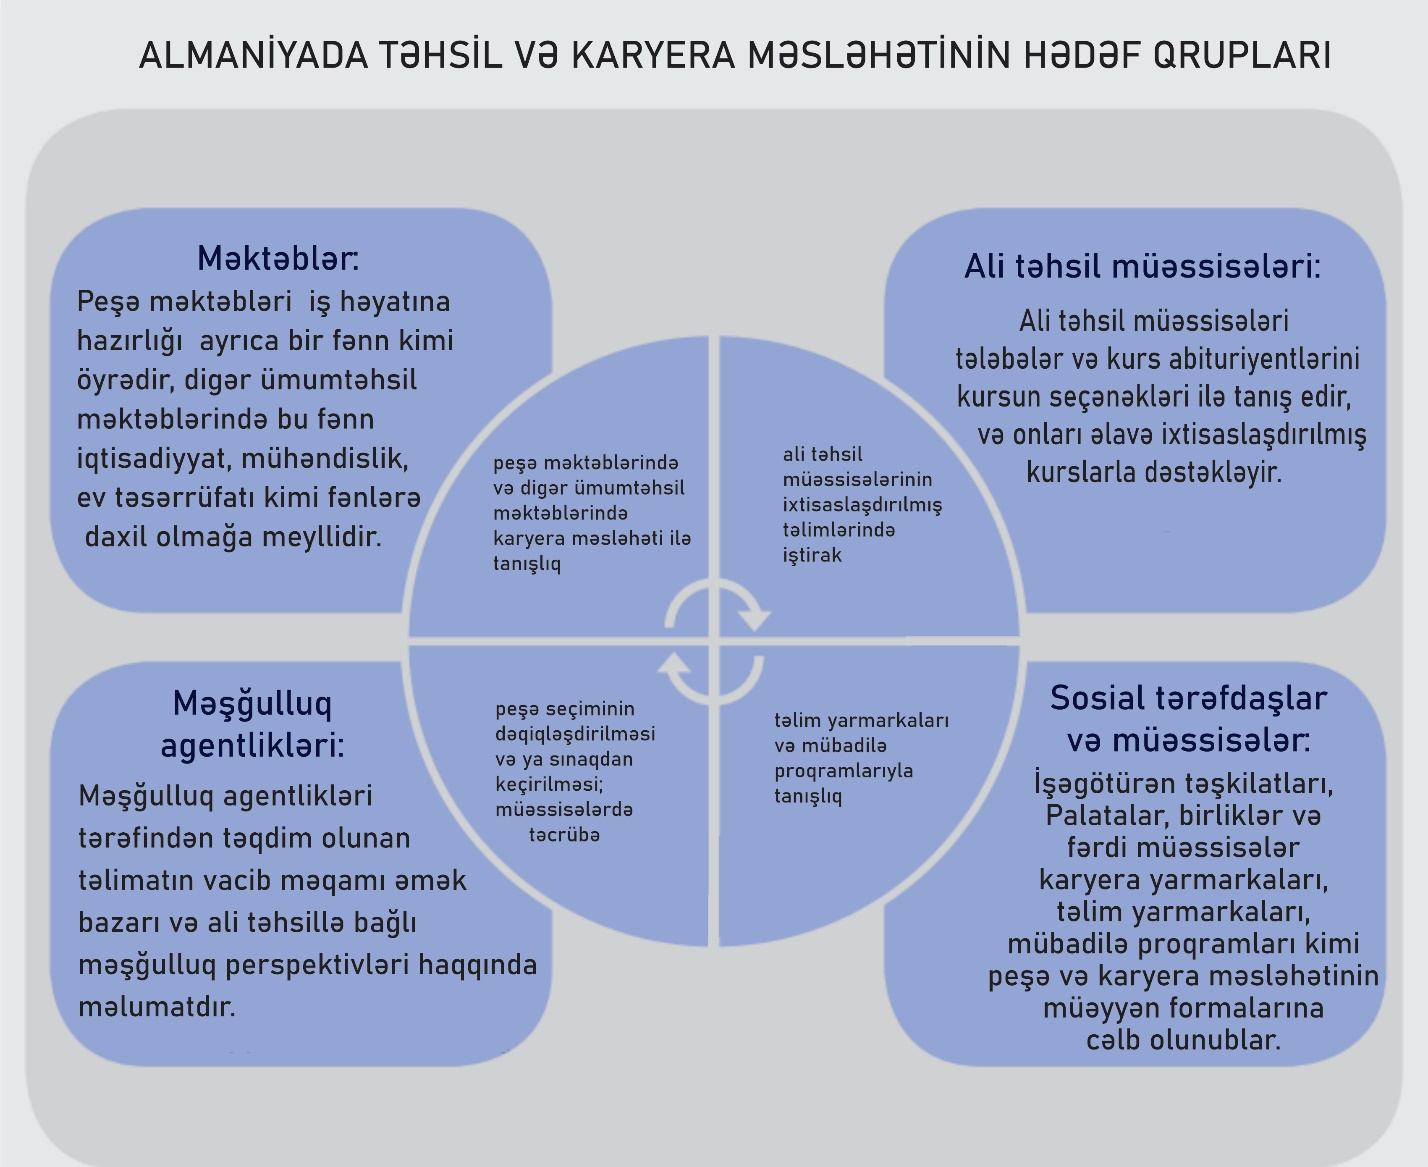 ALMANİYADA TƏHSİL VƏ KARYERA MƏSLƏHƏTİNİN HƏDƏF QRUPLARI
Məktəblər:
Peşə məktəbləri iş həyatına
hazırlığı ayrıca bir fənn kimi
öyrədir, digər ümumtəhsil
məktəblərində bu fənn
iqtisadiyyat, mühəndislik,
ev təsərrüfatı kimi fənlərə
daxil olmağa meyllidir.
Ali təhsil müəssisələri:
Ali təhsil müəssisələri
tələbələr və kurs abituriyentlərini
kursun seçənəkləri ilə tanış edir,
və onları əlavə ixtisaslaşdırılmış
kurslarla dəstəkləyir.
peşə məktəblərində
və digər ümumtəhsil
məktəblərində
karyera məsləhəti ilə
tanışlıq
ali təhsil
müəssisələrinin
ixtisaslaşdırılmış
təlimlərində
iştirak
peşə seçiminin
dəqiqləşdirilməsi
və ya sınaqdan
keçirilməsi;
müəssisələrdə
təcrübə
təlim yarmarkaları
və mübadilə
proqramlarıyla
tanışlıq
Məşğulluq
agentlikləri:
Məşğulluq agentlikləri
tərəfindən təqdim olunan
təlimatın vacib məqamı əmək
bazarı və ali təhsillə bağlı
məşğulluq perspektivləri haqqında
məlumatdır.
Sosial tərəfdaşlar
və müəssisələr:
İşəgötürən təşkilatları,
Palatalar, birliklər və
fərdi müəssisələr
karyera yarmarkaları,
təlim yarmarkaları,
mübadilə proqramları kimi
peşə və karyera məsləhətinin
müəyyən formalarına
cəlb olunublar.